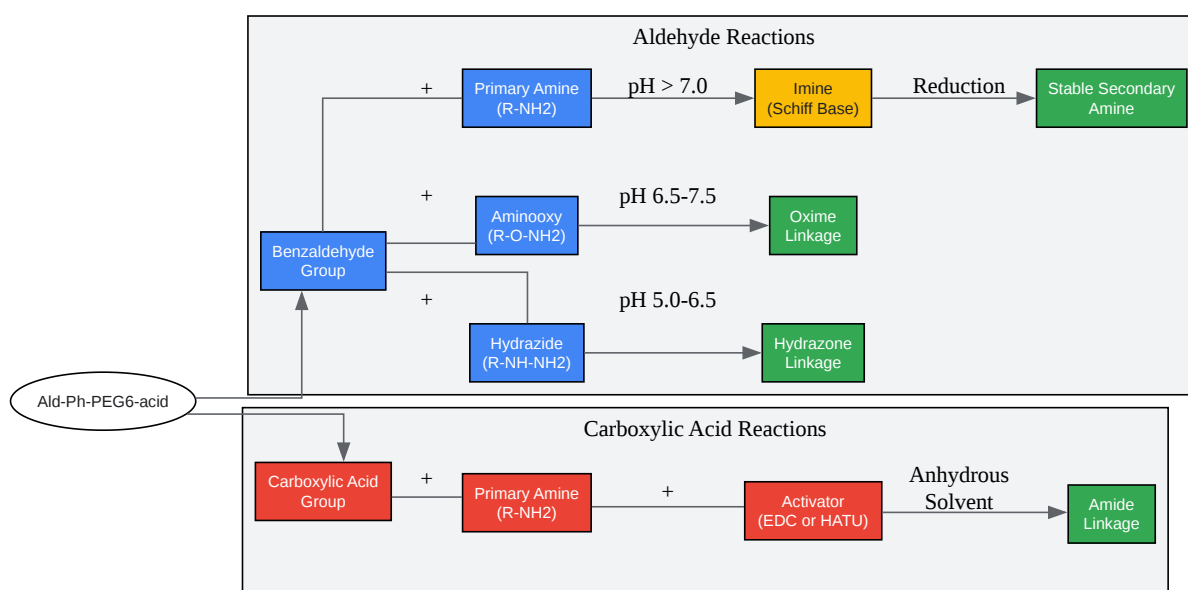 Aldehyde Reactions
+
Primary Amine
(R-NH2)
pH > 7.0
Imine
(Schiff Base)
Reduction
Stable Secondary
Amine
+
Aminooxy
(R-O-NH2)
pH 6.5-7.5
Oxime
Linkage
Benzaldehyde
Group
+
Hydrazide
(R-NH-NH2)
pH 5.0-6.5
Hydrazone
Linkage
Ald-Ph-PEG6-acid
Carboxylic Acid Reactions
Carboxylic Acid
Group
+
Primary Amine
(R-NH2)
+
Activator
(EDC or HATU)
Anhydrous
Solvent
Amide
Linkage